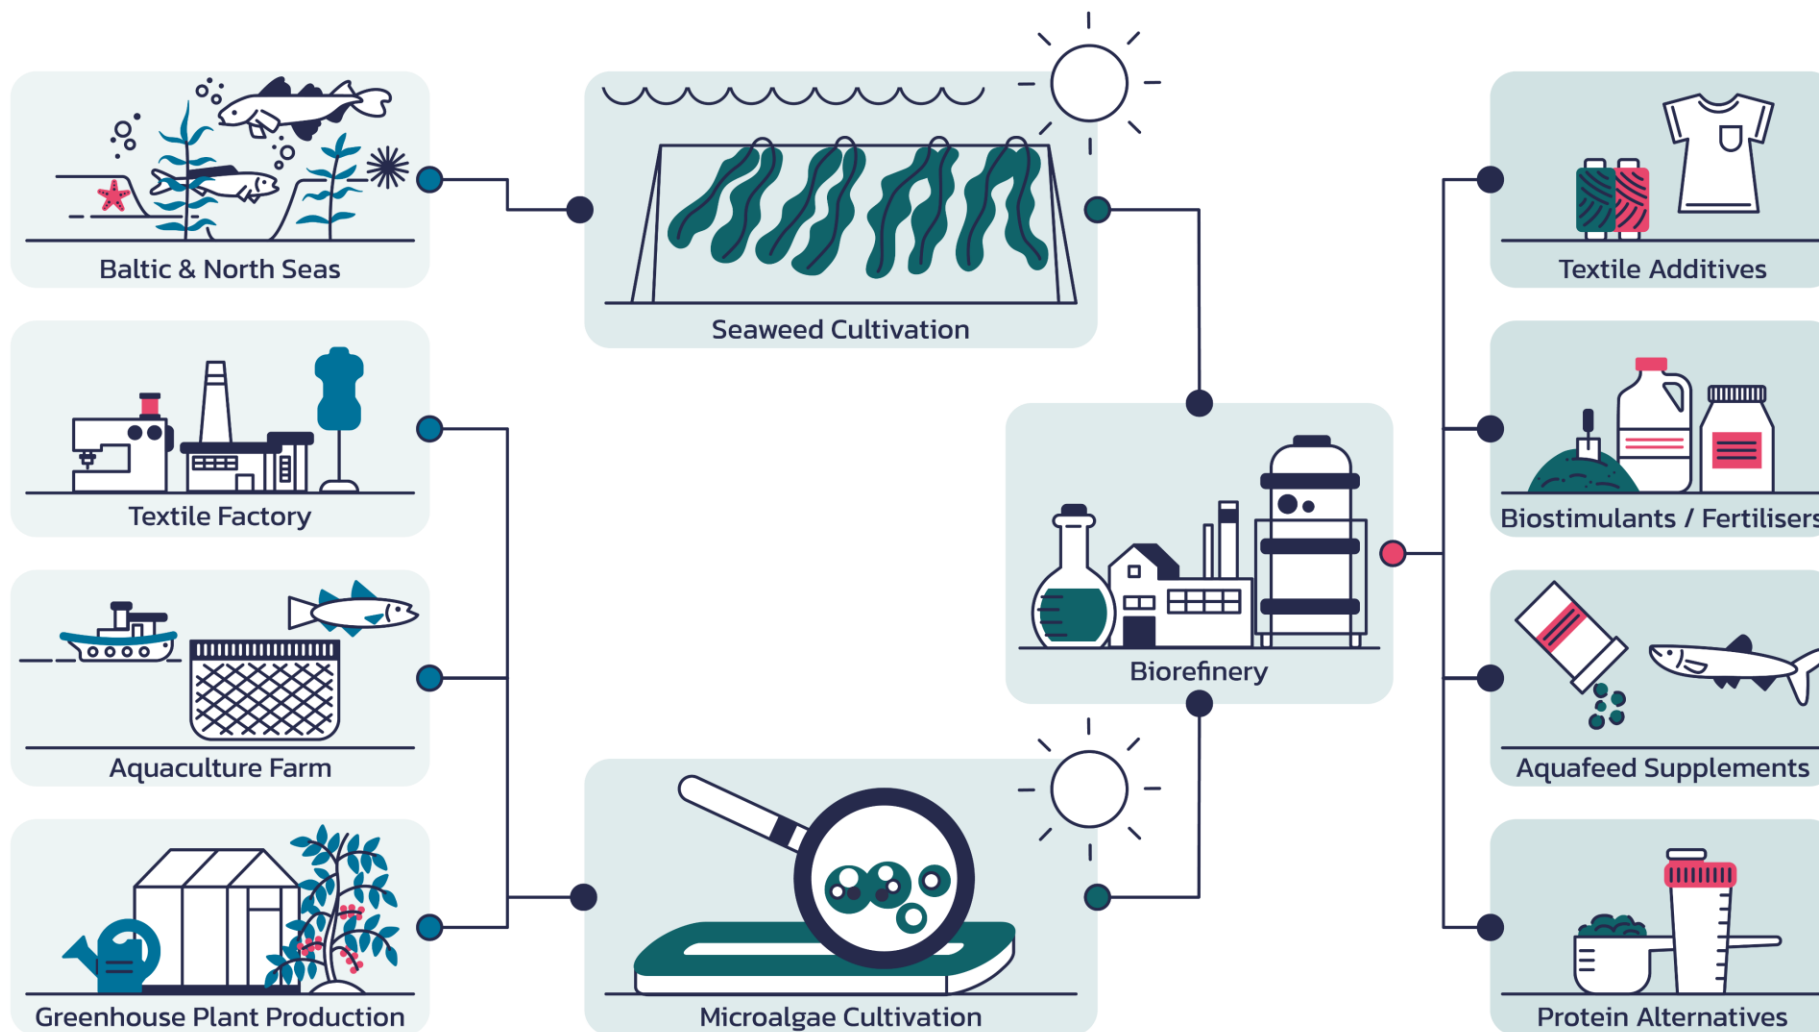 Baltic & North Seas
Textile Factory
Aquaculture Farm
Greenhouse Plant Production
Seaweed Cultivation
Microalgae Cultivation
Biorefinery
Textile Additives
Biostimulants / Fertilisers
Aquafeed Supplements
Protein Alternatives